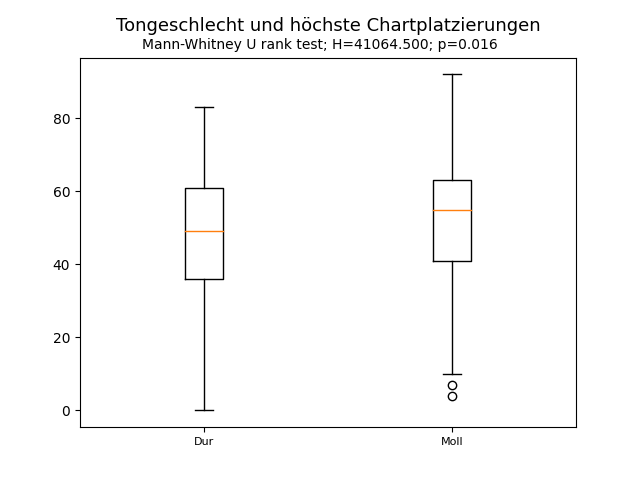 Tongeschlecht und höchste Chartplatzierungen
Mann-Whitney U rank test; H=41064.500; p=0.016
80
60
40
20
0
Dur
Moll